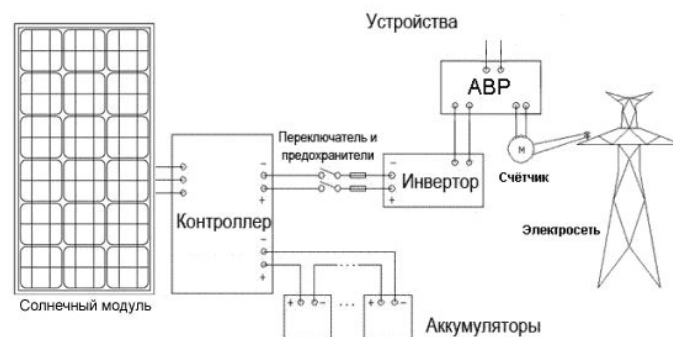 Устройства
АВР
Переключатель и
предохранители
М
Инвертор
Счётчик
Контроллер
Электросеть
Солнечный модуль
Аккумуляторы